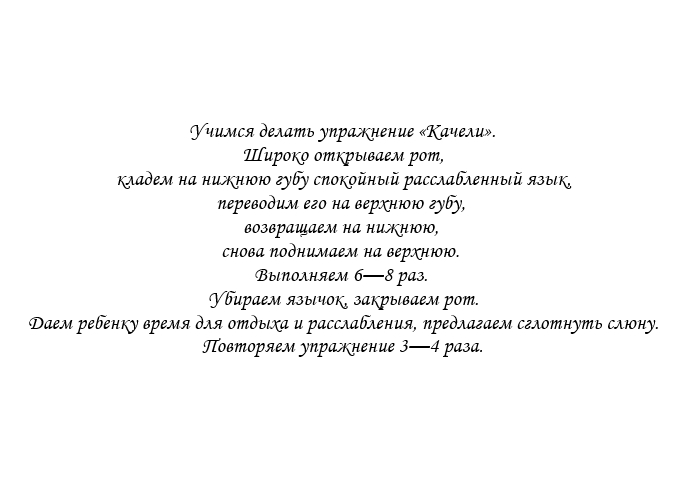 Учимся делать упражнение «Качели».
Широко открываем рот,
кладем на нижнюю губу спокойный расслабленный язык,
переводим его на верхнюю губу,
возвращаем на нижнюю,
снова поднимаем на верхнюю.
Выполняем 6—8 раз.
Убираем язычок, закрываем рот.
Даем ребенку время для отдыха и расслабления, предлагаем сглотнуть слюну.
Повторяем упражнение 3—4 раза.